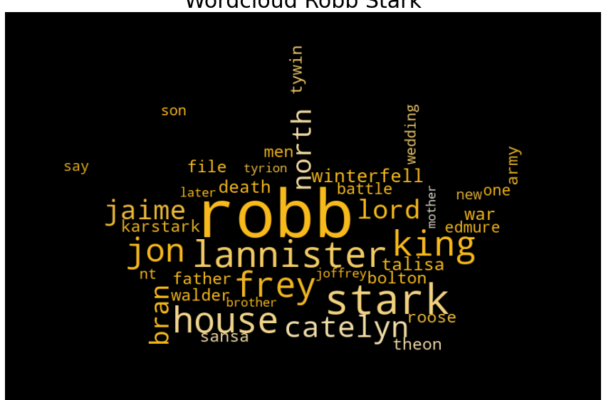 Wordcloud Robb Stark
tywin
son
north
wedding
men
army
say
file
tyrion
winterfell
later
death
battle
mother
new
one
jaime
robb
lord
war
karstark
edmure
jon
lannister
king
talisa
nt
father
frey
joffrey
bolton
bran
walder
brother
stark
house
catelyn
roose
sansa
theon